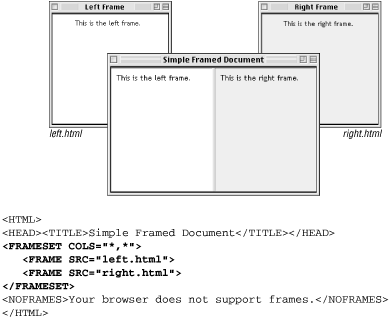 Left Frame
Right Frame
This is the left frame.
This is the right frame.
Simple Framed Document
This is the left frame.
This is the right frame.
left.html
right.html
<HTML>
<HEAD><TITLE>Simple Framed Document</TITLE></HEAD>
<FRAMESET COLS="*,*">
<FRAME SRC="left.html">
<FRAME SRC="right.html">
</FRAMESET>
<NOFRAMES>Your browser does not support frames.</NOFRAMES>
</HTML>